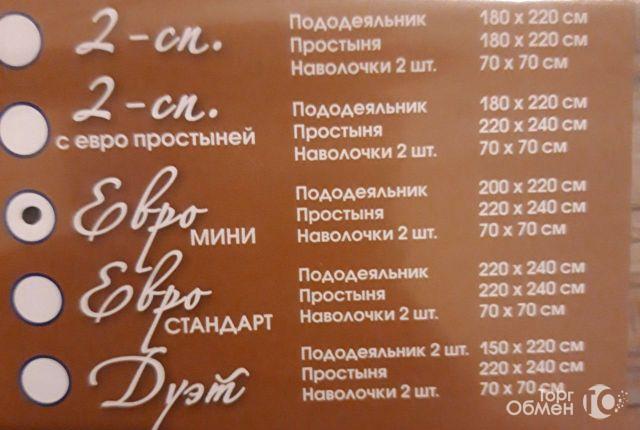 2-сп.
Пододеяльник 180 х 220 см
Простыня 180 х 220 см
Наволочки 2 шт. 70 х 70 см
2-сп.
с евро простыней
Пододеяльник 180 х 220 см
Простыня 220 х 240 см
Наволочки 2 шт. 70 х 70 см
Евро
МИНИ
Пододеяльник 200 х 220 см
Простыня 220 х 240 см
Наволочки 2 шт. 70 х 70 см
Евро
СТАНДАРТ
Пододеяльник 220 х 240 см
Простыня 220 х 240 см
Наволочки 2 шт. 70 х 70 см
Дуэт
Пододеяльник 2 шт. 150 х 220 см
Простыня 220 х 240 см
Наволочки 2 шт. 70 х 70 см
Торг
Обмен